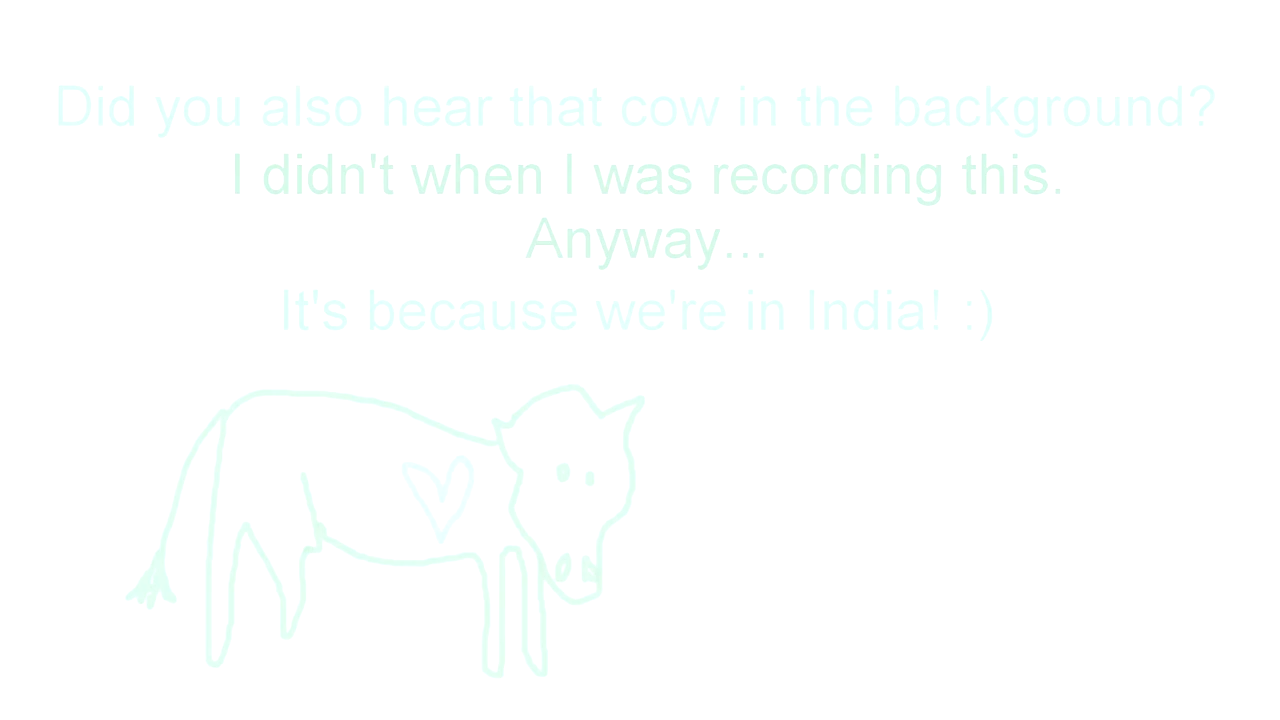 Did you also hear that cow in the background?
I didn't when I was recording this.
Anyway...
It's because we're in India! :)